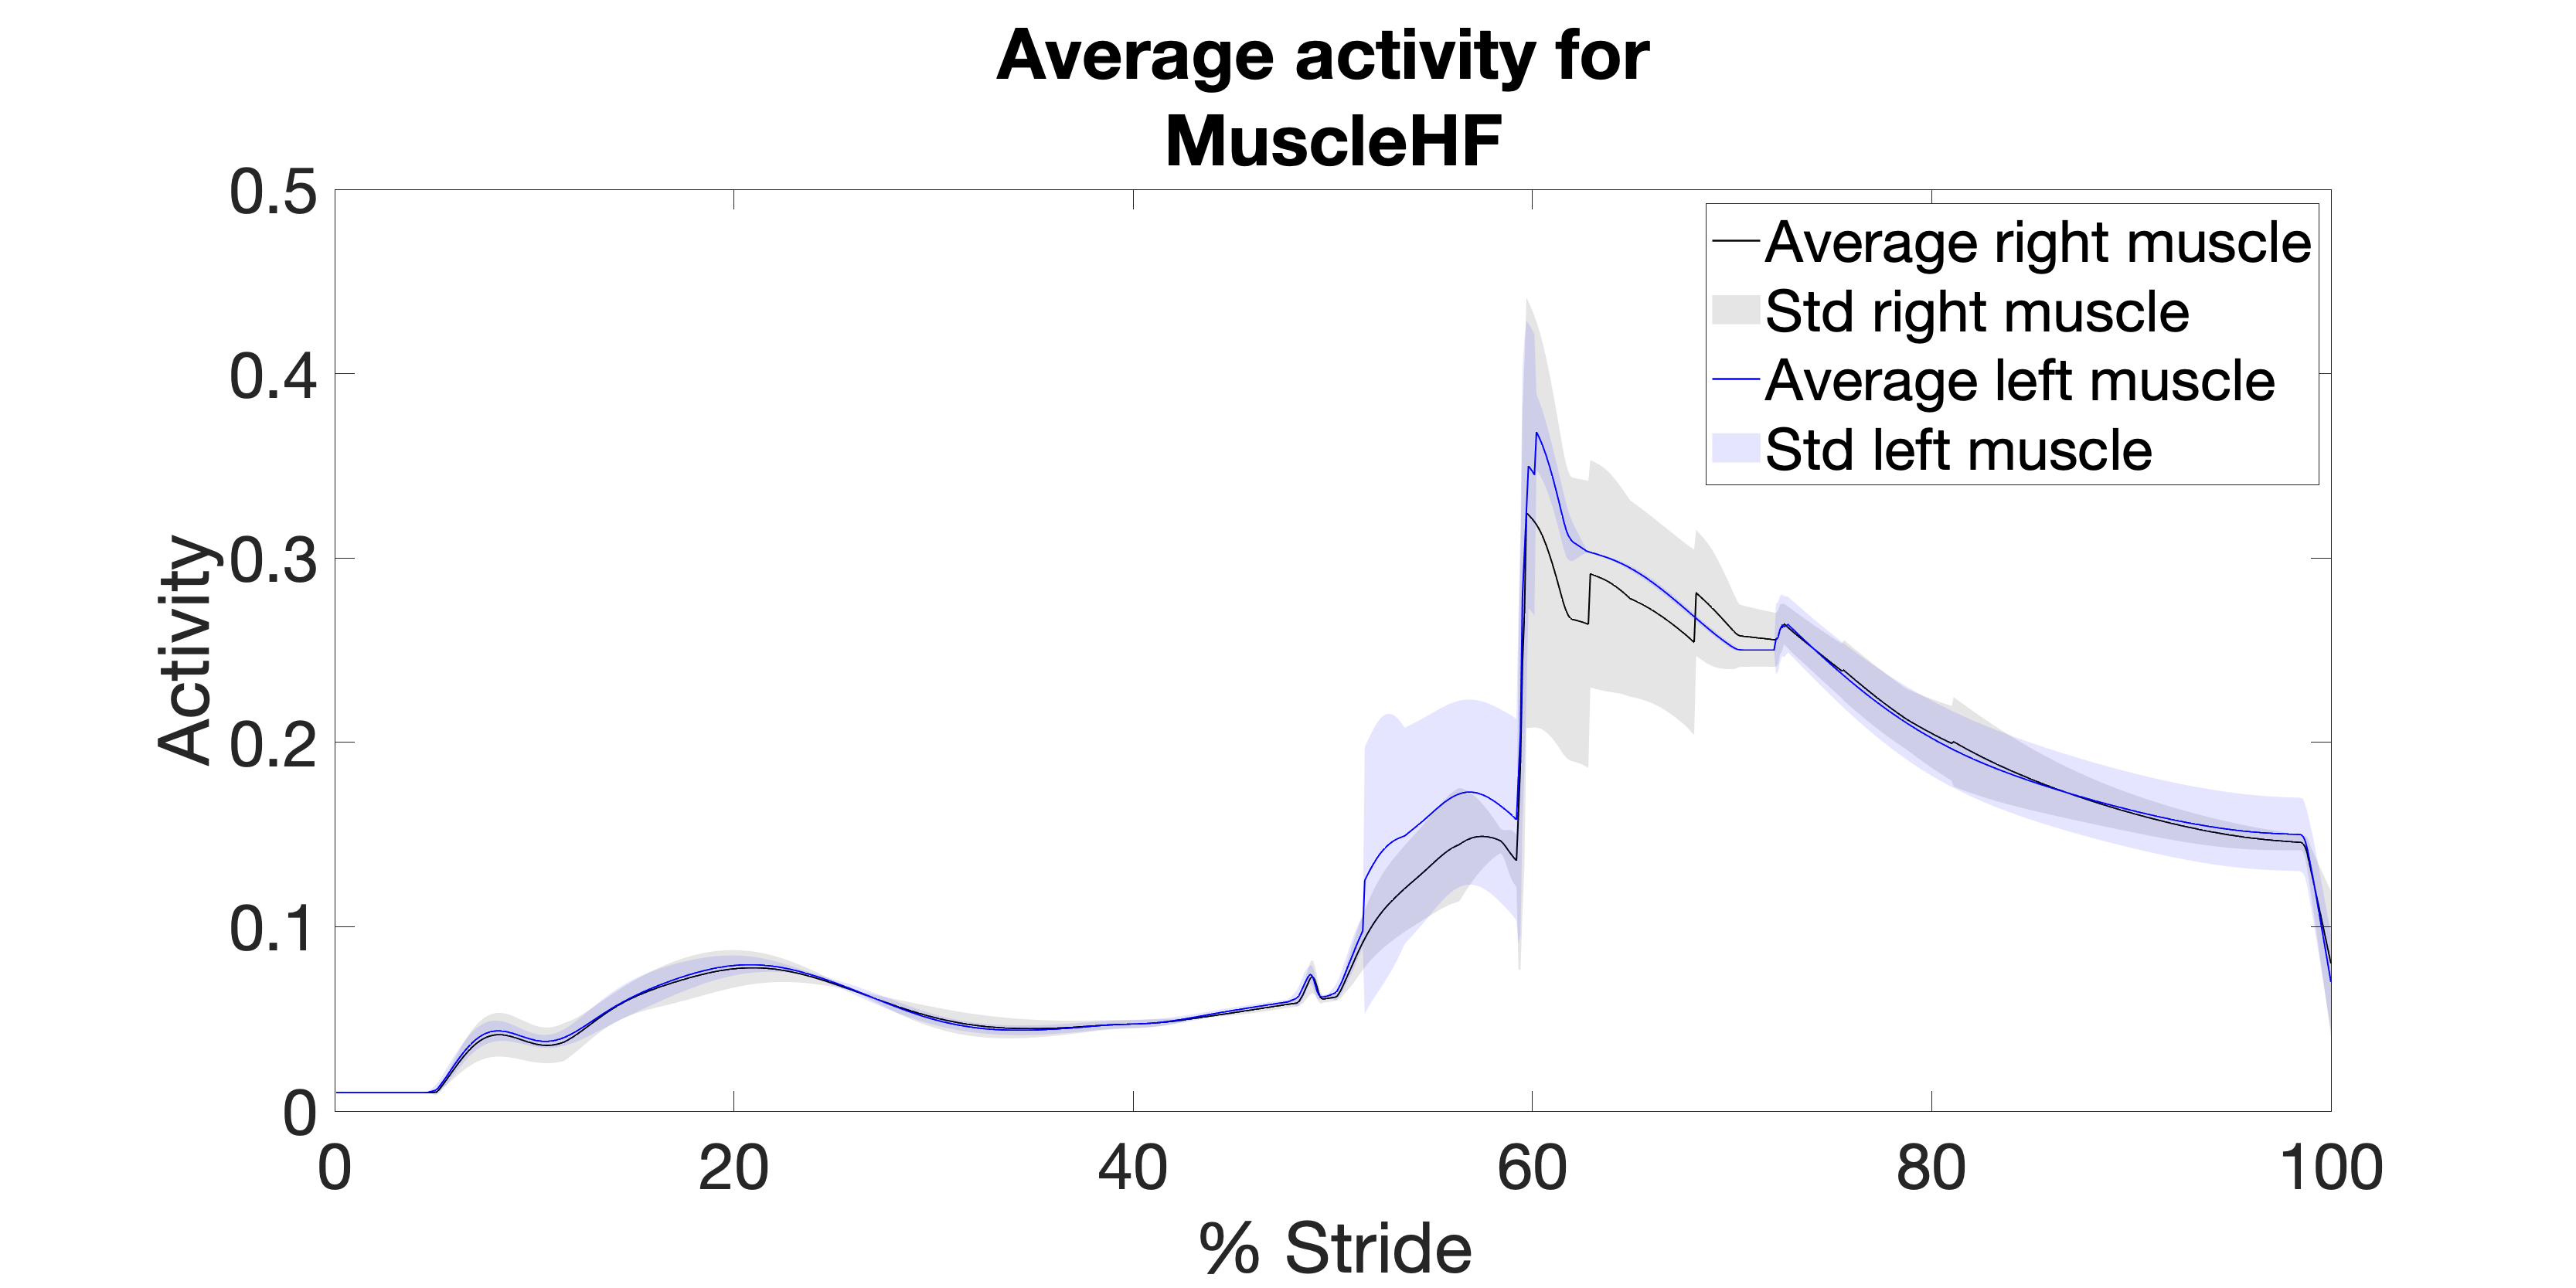 Average activity for
MuscleHF
0.5
0.4
0.3
0.2
0.1
0
Activity
Average right muscle
Std right muscle
Average left muscle
Std left muscle
0 20 40 60 80 100
% Stride